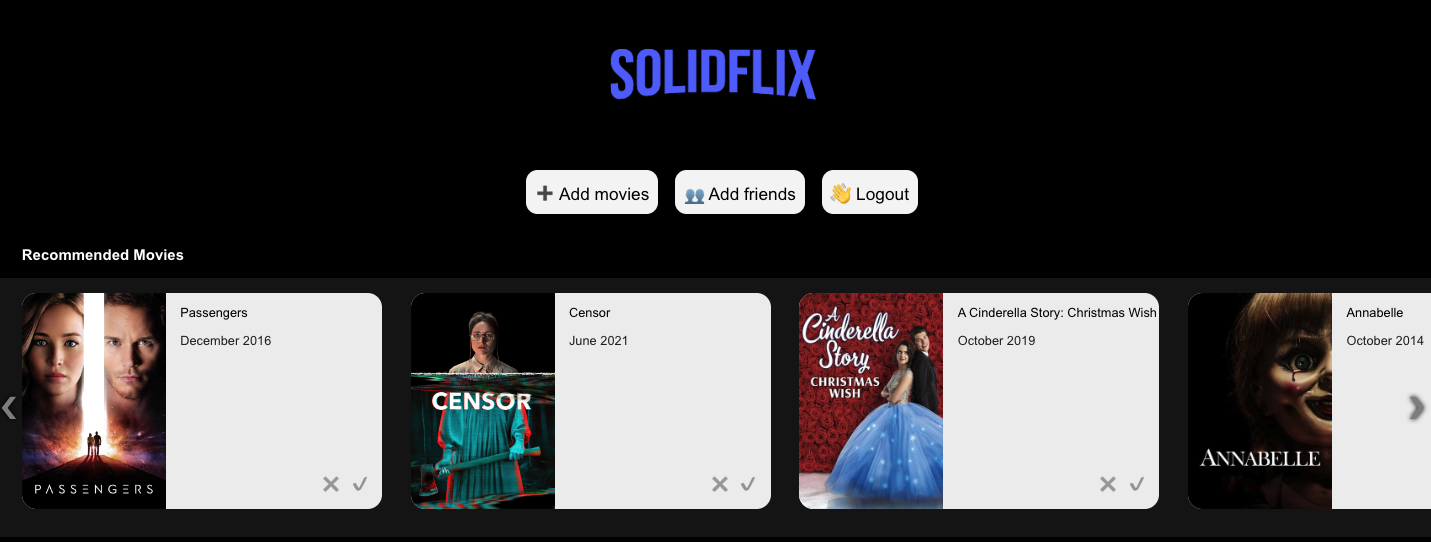 SOLIDFLIX
Add movies
Add friends
Logout
Recommended Movies
Passengers
December 2016
PASSENGERS
Censor
June 2021
CENSOR
A Cinderella Story: Christmas Wish
October 2019
A
Cinderella
Story
CHRISTMAS
WISH
Annabelle
October 2014
ANNABELLE